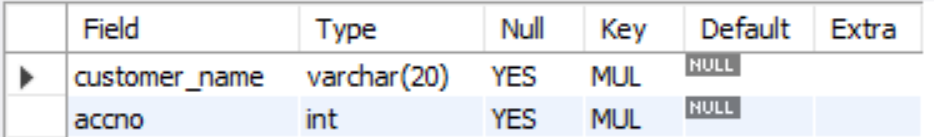 Field Type Null Key Default Extra
customer_name varchar(20) YES MUL NULL
accno int YES MUL NULL